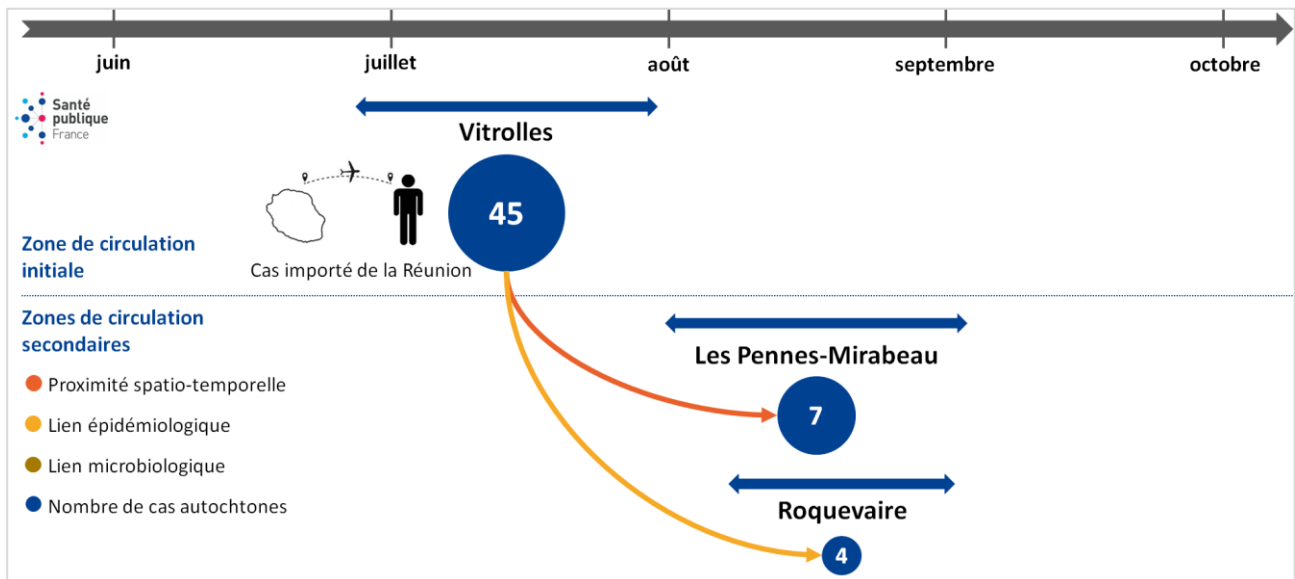 juin
juillet
août
septembre
octobre
Santé
publique
France
Vitrolles
45
Cas importé de la Réunion
Zone de circulation
initiale
Zones de circulation
secondaires
Proximité spatio-temporelle
Lien épidémiologique
Lien microbiologique
Nombre de cas autochtones
Les Pennes-Mirabeau
7
Roquevaire
4